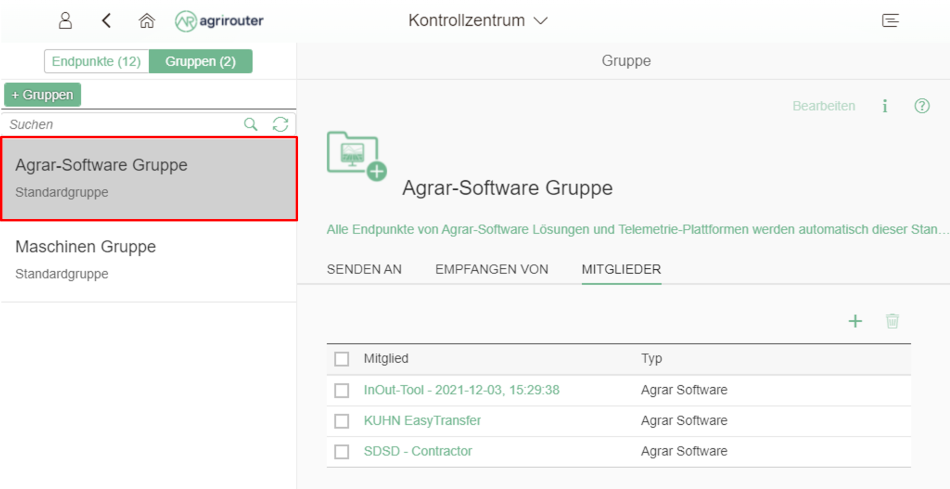 agrirouter
Kontrollzentrum
Endpunkte (12) Gruppen (2)
Gruppe
+ Gruppen
Suchen
Bearbeiten
Agrar-Software Gruppe
Standardgruppe
Maschinen Gruppe
Standardgruppe
Agrar-Software Gruppe
Alle Endpunkte von Agrar-Software Lösungen und Telemetrie-Plattformen werden automatisch dieser Stan...
SENDEN AN EMPFANGEN VON MITGLIEDER
Mitglied Typ
InOut-Tool - 2021-12-03, 15:29:38 Agrar Software
KUHN EasyTransfer Agrar Software
SDSD - Contractor Agrar Software